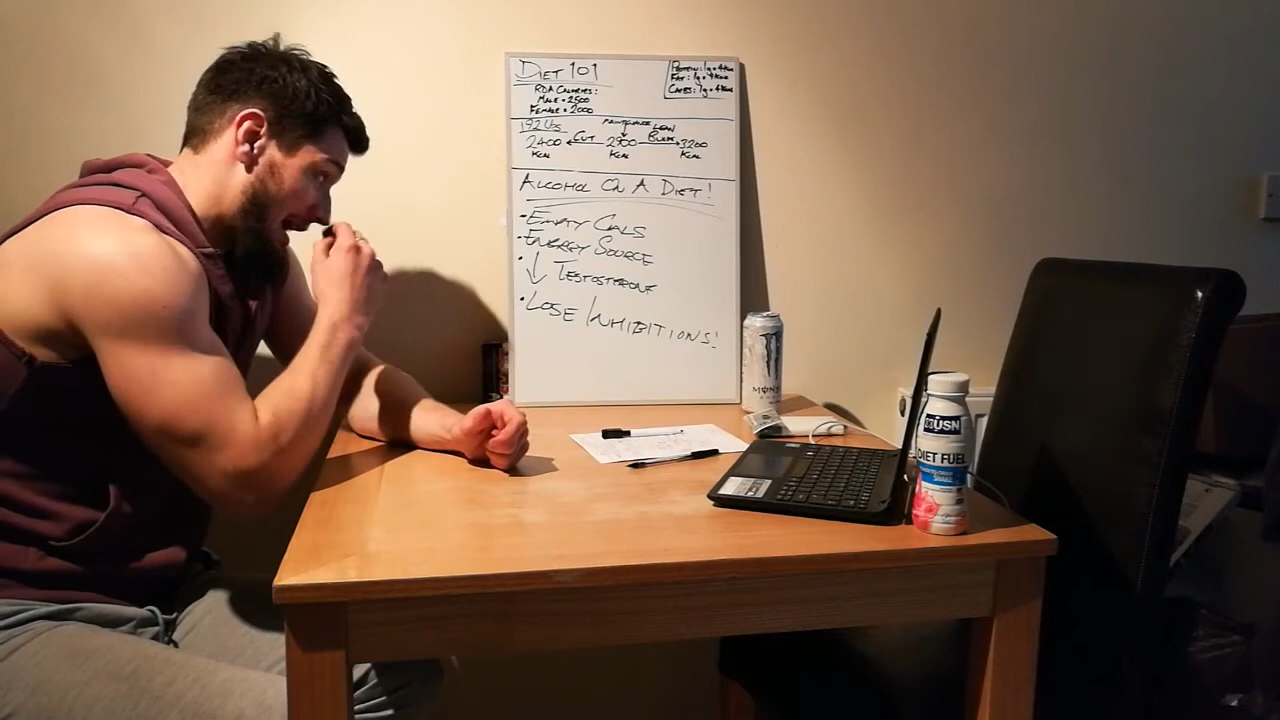 DIET 101
PROTEIN: 1g = 4Kcal
FAT: 1g = 9Kcal
CARBS: 1g = 4Kcal
RDA CALORIES:
MALE = 2500
FEMALE = 2000
192 lbs
MAINTENANCE
CUT
LEAN
BULK
2400 2900 3200
KCAL KCAL KCAL
ALCOHOL ON A DIET!
• EMPTY CALS
• ENERGY SOURCE
• ↓ TESTOSTERONE
• LOSE INHIBITIONS!
MONSTER
USN
DIET FUEL
SHAKE